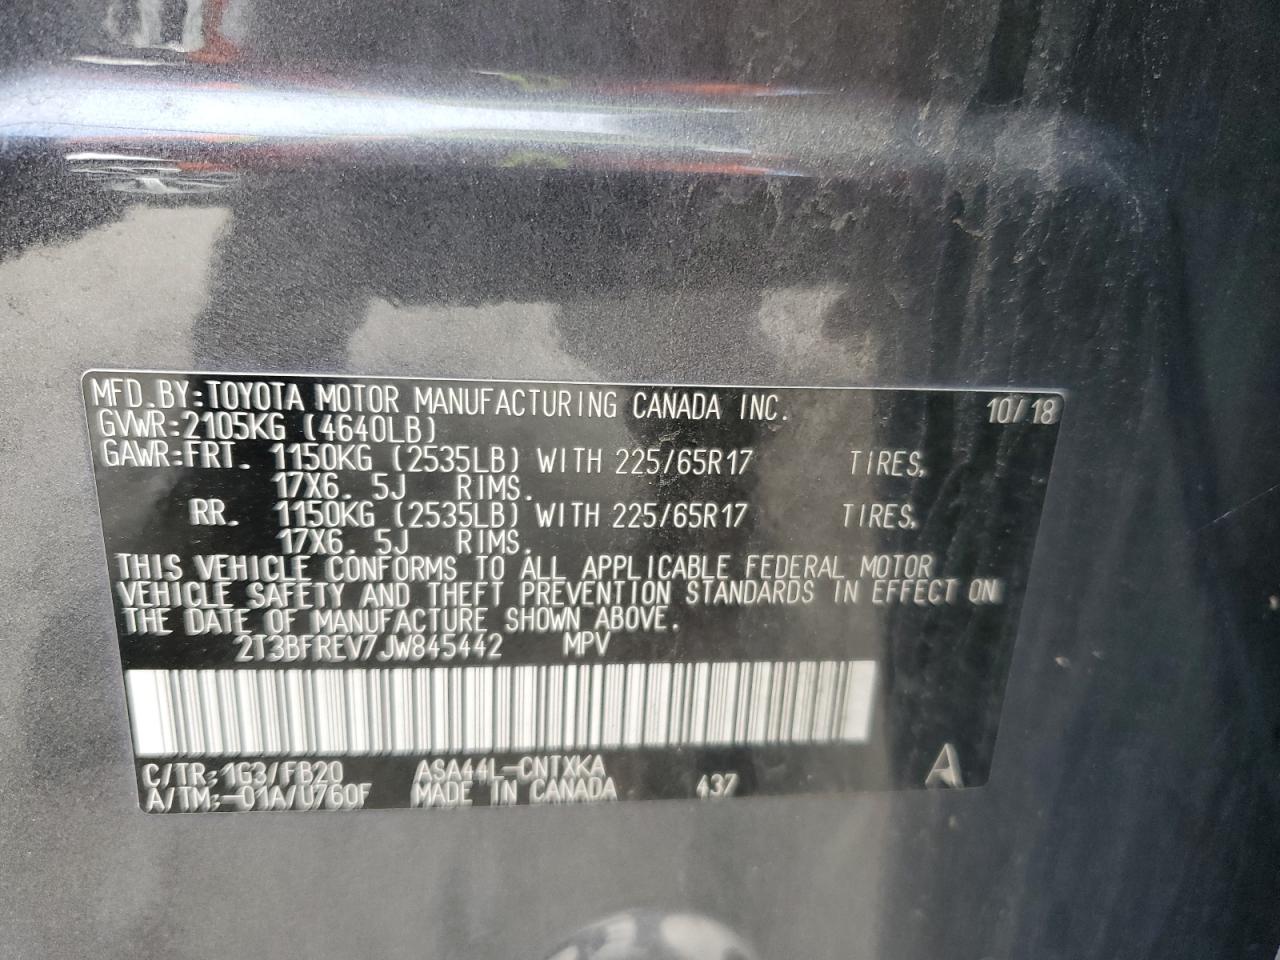 MFD.BY:TOYOTA MOTOR MANUFACTURING CANADA INC. 10/18
GVWR:2105KG (4640LB)
GAWR:FRT. 1150KG (2535LB) WITH 225/65R17 TIRES,
17X6.5J RIMS.
RR. 1150KG (2535LB) WITH 225/65R17 TIRES,
17X6.5J RIMS.
THIS VEHICLE CONFORMS TO ALL APPLICABLE FEDERAL MOTOR
VEHICLE SAFETY AND THEFT PREVENTION STANDARDS IN EFFECT ON
THE DATE OF MANUFACTURE SHOWN ABOVE.
2T3BFREV7JW845442 MPV
C/TR:1G3/FB20 ASA44L-CNTXKA
A/TM:-01A/U760F MADE IN CANADA 437 A